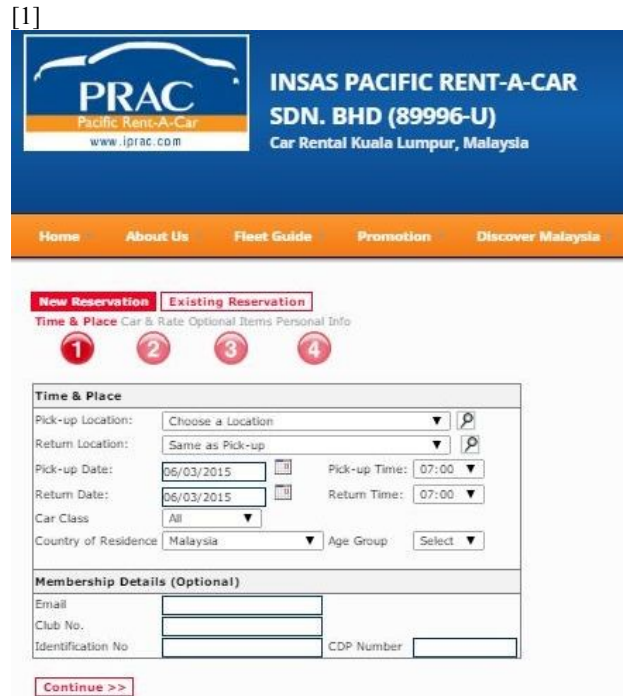 [1]
PRAC
Pacific Rent-A-Car
www.iprac.com
INSAS PACIFIC RENT-A-CAR
SDN. BHD (89996-U)
Car Rental Kuala Lumpur, Malaysia
Home About Us Fleet Guide Promotion Discover Malaysia
New Reservation Existing Reservation
Time & Place Car & Rate Optional Items Personal Info
1 2 3 4
Time & Place
Pick-up Location: Choose a Location
Return Location: Same as Pick-up
Pick-up Date: 06/03/2015 Pick-up Time: 07:00
Return Date: 06/03/2015 Return Time: 07:00
Car Class All
Country of Residence Malaysia Age Group Select
Membership Details (Optional)
Email
Club No.
Identification No CDP Number
Continue >>